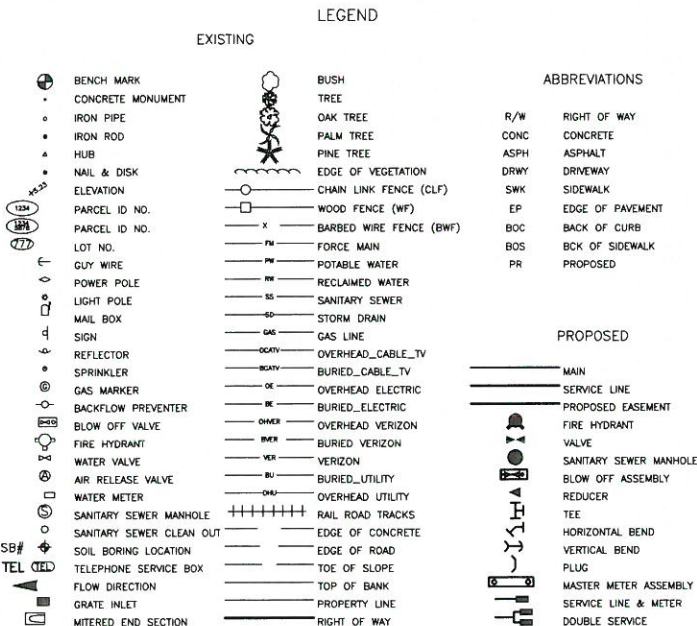 LEGEND
EXISTING
BENCH MARK
CONCRETE MONUMENT
IRON PIPE
IRON ROD
HUB
NAIL & DISK
+5.23 ELEVATION
1234 PARCEL ID NO.
PARCEL ID NO.
777 LOT NO.
GUY WIRE
POWER POLE
LIGHT POLE
MAIL BOX
SIGN
REFLECTOR
SPRINKLER
G GAS MARKER
BACKFLOW PREVENTER
BLOW OFF VALVE
FIRE HYDRANT
WATER VALVE
A AIR RELEASE VALVE
WATER METER
S SANITARY SEWER MANHOLE
SANITARY SEWER CLEAN OUT
SB# SOIL BORING LOCATION
TEL TEL TELEPHONE SERVICE BOX
FLOW DIRECTION
GRATE INLET
MITERED END SECTION
BUSH
TREE
OAK TREE
PALM TREE
PINE TREE
EDGE OF VEGETATION
CHAIN LINK FENCE (CLF)
WOOD FENCE (WF)
X BARBED WIRE FENCE (BWF)
FM FORCE MAIN
PW POTABLE WATER
RW RECLAIMED WATER
SS SANITARY SEWER
SD STORM DRAIN
GAS GAS LINE
OCATV OVERHEAD_CABLE_TV
BCATV BURIED_CABLE_TV
OE OVERHEAD ELECTRIC
BE BURIED_ELECTRIC
OHVER OVERHEAD VERIZON
BVER BURIED VERIZON
VER VERIZON
BU BURIED_UTILITY
OHU OVERHEAD UTILITY
RAIL ROAD TRACKS
EDGE OF CONCRETE
EDGE OF ROAD
TOE OF SLOPE
TOP OF BANK
PROPERTY LINE
RIGHT OF WAY
ABBREVIATIONS
R/W RIGHT OF WAY
CONC CONCRETE
ASPH ASPHALT
DRWY DRIVEWAY
SWK SIDEWALK
EP EDGE OF PAVEMENT
BOC BACK OF CURB
BOS BCK OF SIDEWALK
PR PROPOSED
PROPOSED
MAIN
SERVICE LINE
PROPOSED EASEMENT
FIRE HYDRANT
VALVE
SANITARY SEWER MANHOLE
BLOW OFF ASSEMBLY
REDUCER
TEE
HORIZONTAL BEND
VERTICAL BEND
PLUG
MASTER METER ASSEMBLY
SERVICE LINE & METER
DOUBLE SERVICE